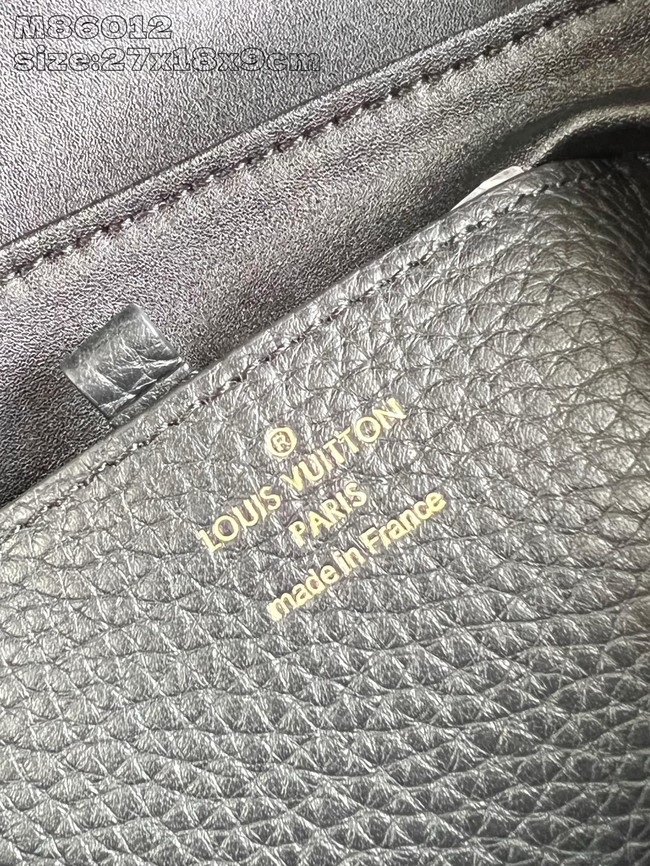 M86012
size:27x18x9cm
®
LOUIS VUITTON
PARIS
made in France